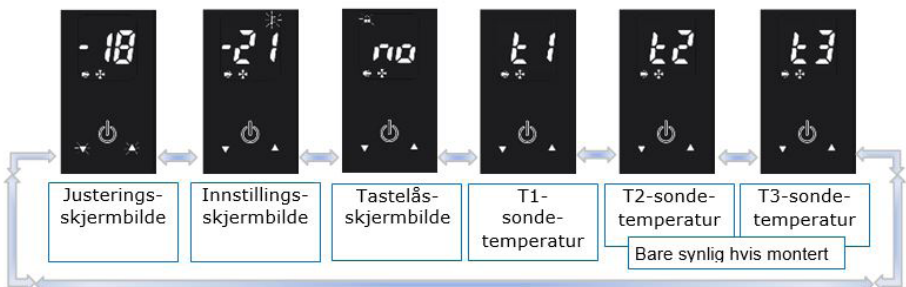 -18
-21
no
t1
t2
t3
Justerings-
skjermbilde
Innstillings-
skjermbilde
Tastelås-
skjermbilde
T1-
sonde-
temperatur
T2-sonde-
temperatur
T3-sonde-
temperatur
Bare synlig hvis montert